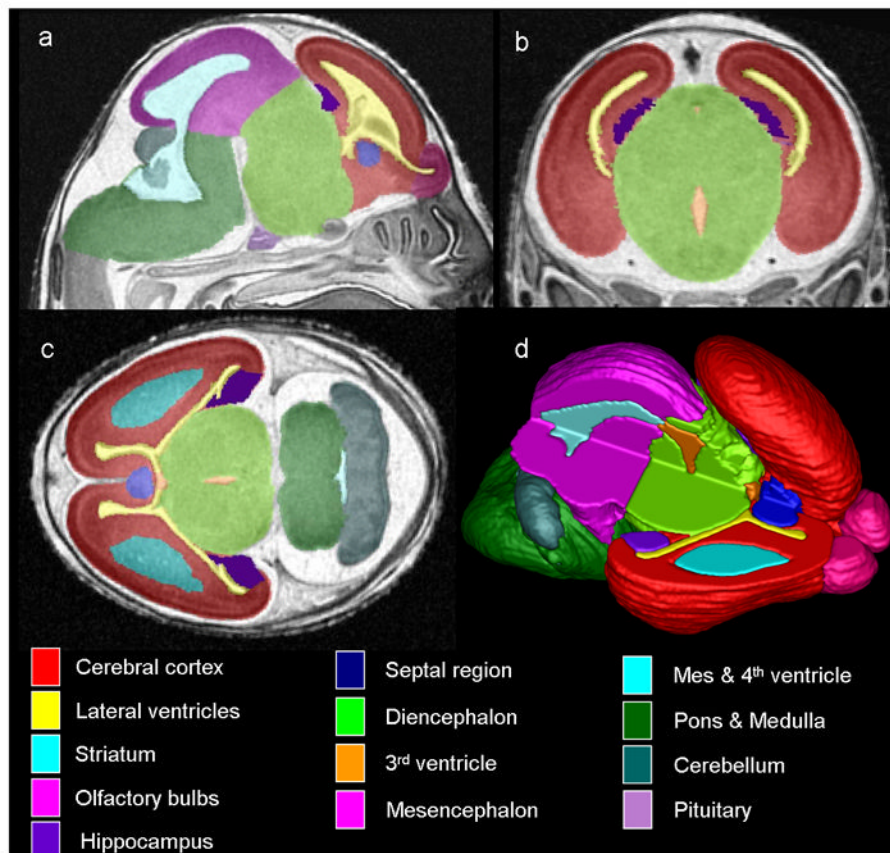 a
b
c
d
Cerebral cortex
Lateral ventricles
Striatum
Olfactory bulbs
Hippocampus
Septal region
Diencephalon
3rd ventricle
Mesencephalon
Mes & 4th ventricle
Pons & Medulla
Cerebellum
Pituitary